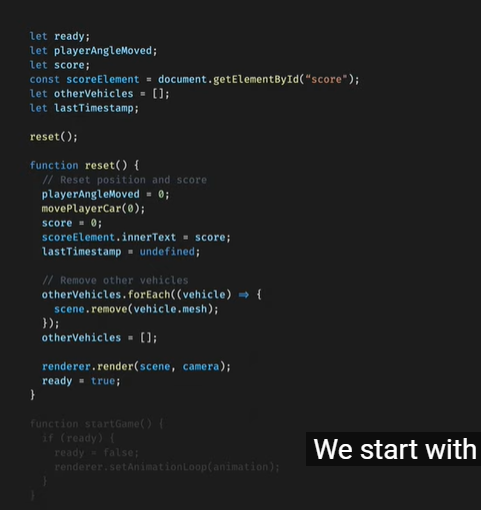 let ready;
let playerAngleMoved;
let score;
const scoreElement = document.getElementById("score");
let otherVehicles = [];
let lastTimestamp;

reset();

function reset() {
  // Reset position and score
  playerAngleMoved = 0;
  movePlayerCar(0);
  score = 0;
  scoreElement.innerText = score;
  lastTimestamp = undefined;

  // Remove other vehicles
  otherVehicles.forEach((vehicle) => {
    scene.remove(vehicle.mesh);
  });
  otherVehicles = [];

  renderer.render(scene, camera);
  ready = true;
}

function startGame() {
  if (ready) {
    ready = false;
    renderer.setAnimationLoop(animation);
  }
}
We start with